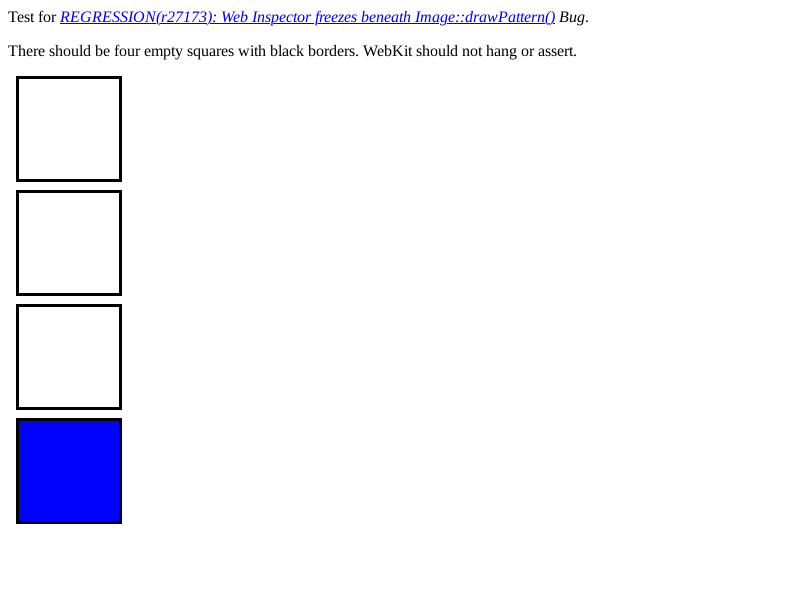 Test for REGRESSION(r27173): Web Inspector freezes beneath Image::drawPattern() Bug.
There should be four empty squares with black borders. WebKit should not hang or assert.